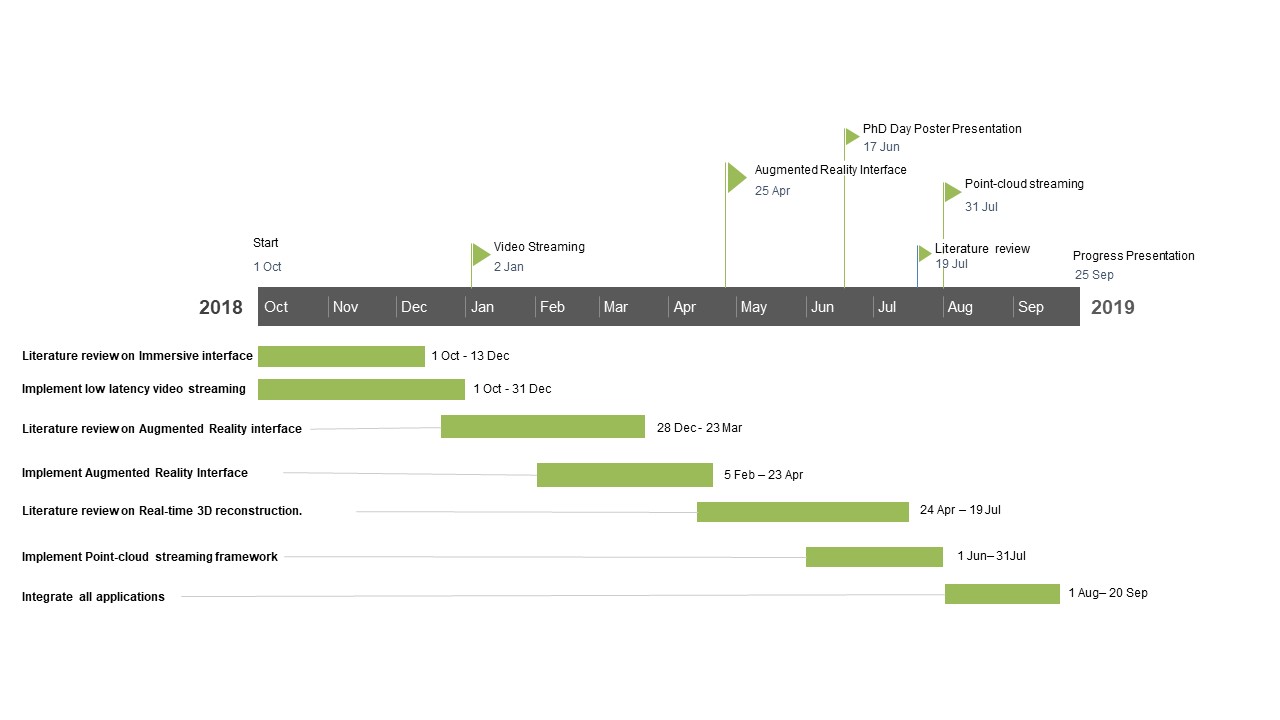 PhD Day Poster Presentation
17 Jun
Augmented Reality Interface
25 Apr
Point-cloud streaming
31 Jul
Start
1 Oct
Video Streaming
2 Jan
Literature review
19 Jul
Progress Presentation
25 Sep
2018 Oct Nov Dec Jan Feb Mar Apr May Jun Jul Aug Sep 2019
Literature review on Immersive interface 1 Oct - 13 Dec
Implement low latency video streaming 1 Oct - 31 Dec
Literature review on Augmented Reality interface 28 Dec - 23 Mar
Implement Augmented Reality Interface 5 Feb – 23 Apr
Literature review on Real-time 3D reconstruction. 24 Apr – 19 Jul
Implement Point-cloud streaming framework 1 Jun – 31 Jul
Integrate all applications 1 Aug – 20 Sep